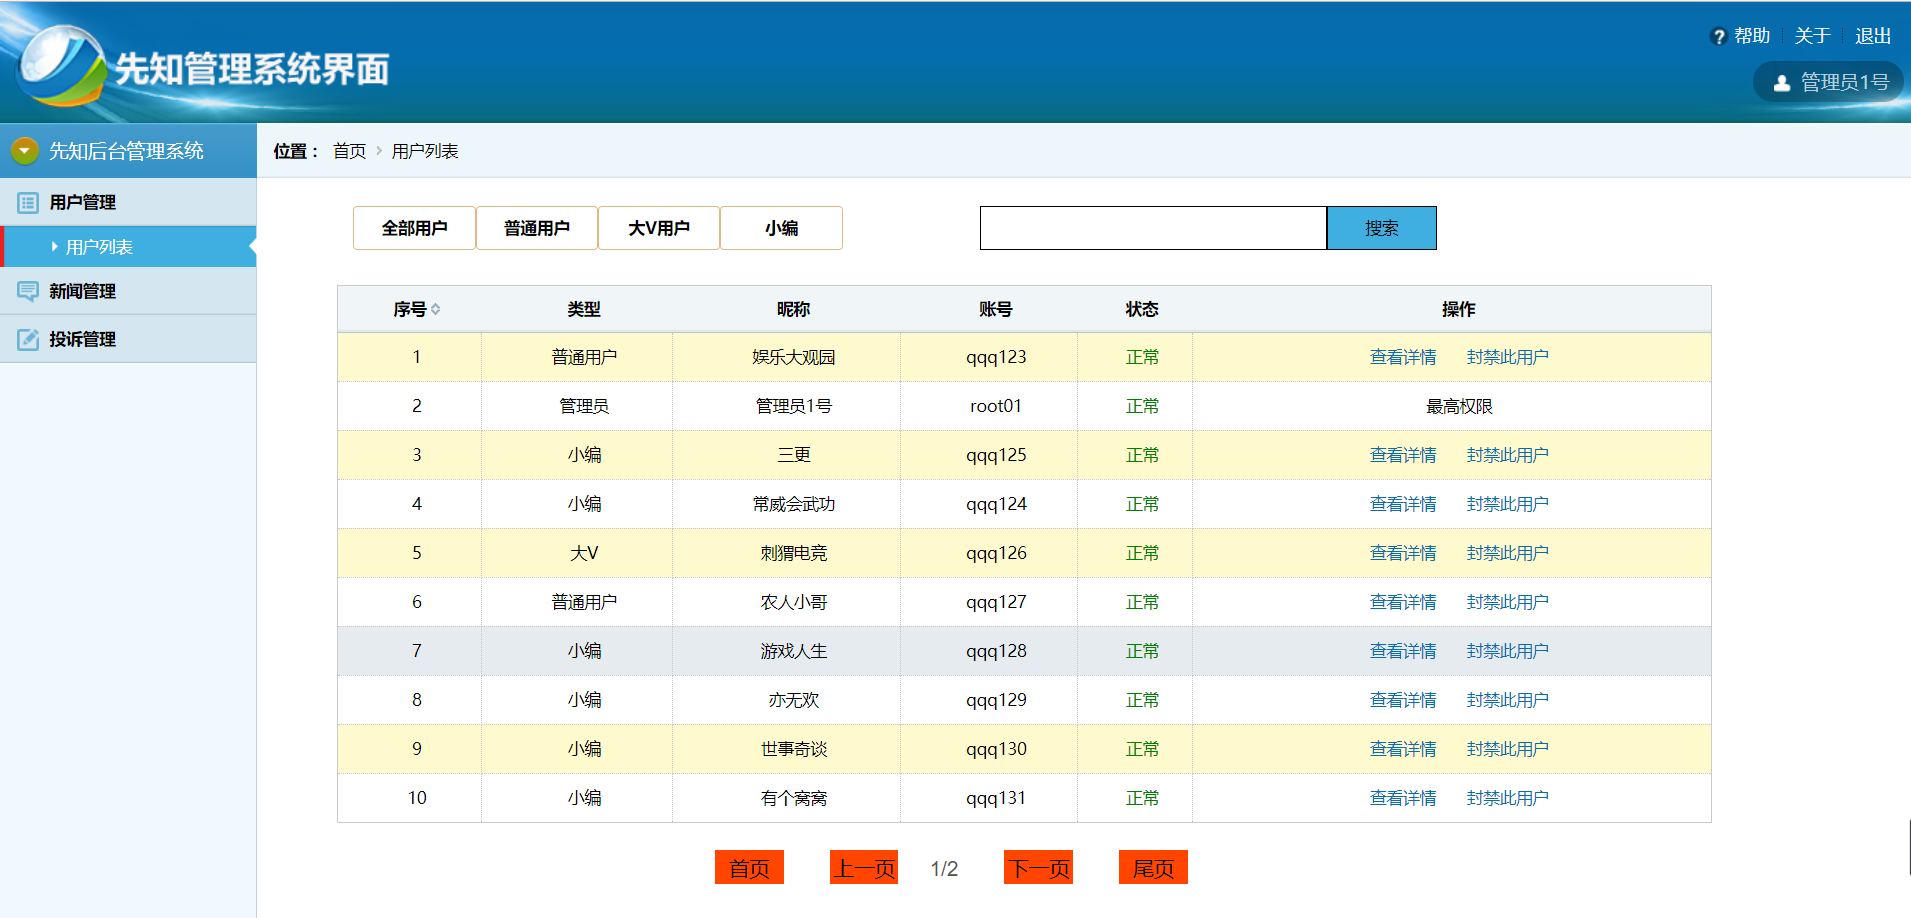 先知管理系统界面
? 帮助 关于 退出
管理员1号
先知后台管理系统
位置： 首页 用户列表
用户管理
用户列表
新闻管理
投诉管理
全部用户 普通用户 大V用户 小编 搜索
序号 类型 昵称 账号 状态 操作
1 普通用户 娱乐大观园 qqq123 正常 查看详情 封禁此用户
2 管理员 管理员1号 root01 正常 最高权限
3 小编 三更 qqq125 正常 查看详情 封禁此用户
4 小编 常威会武功 qqq124 正常 查看详情 封禁此用户
5 大V 刺猬电竞 qqq126 正常 查看详情 封禁此用户
6 普通用户 农人小哥 qqq127 正常 查看详情 封禁此用户
7 小编 游戏人生 qqq128 正常 查看详情 封禁此用户
8 小编 亦无欢 qqq129 正常 查看详情 封禁此用户
9 小编 世事奇谈 qqq130 正常 查看详情 封禁此用户
10 小编 有个窝窝 qqq131 正常 查看详情 封禁此用户
首页 上一页 1/2 下一页 尾页